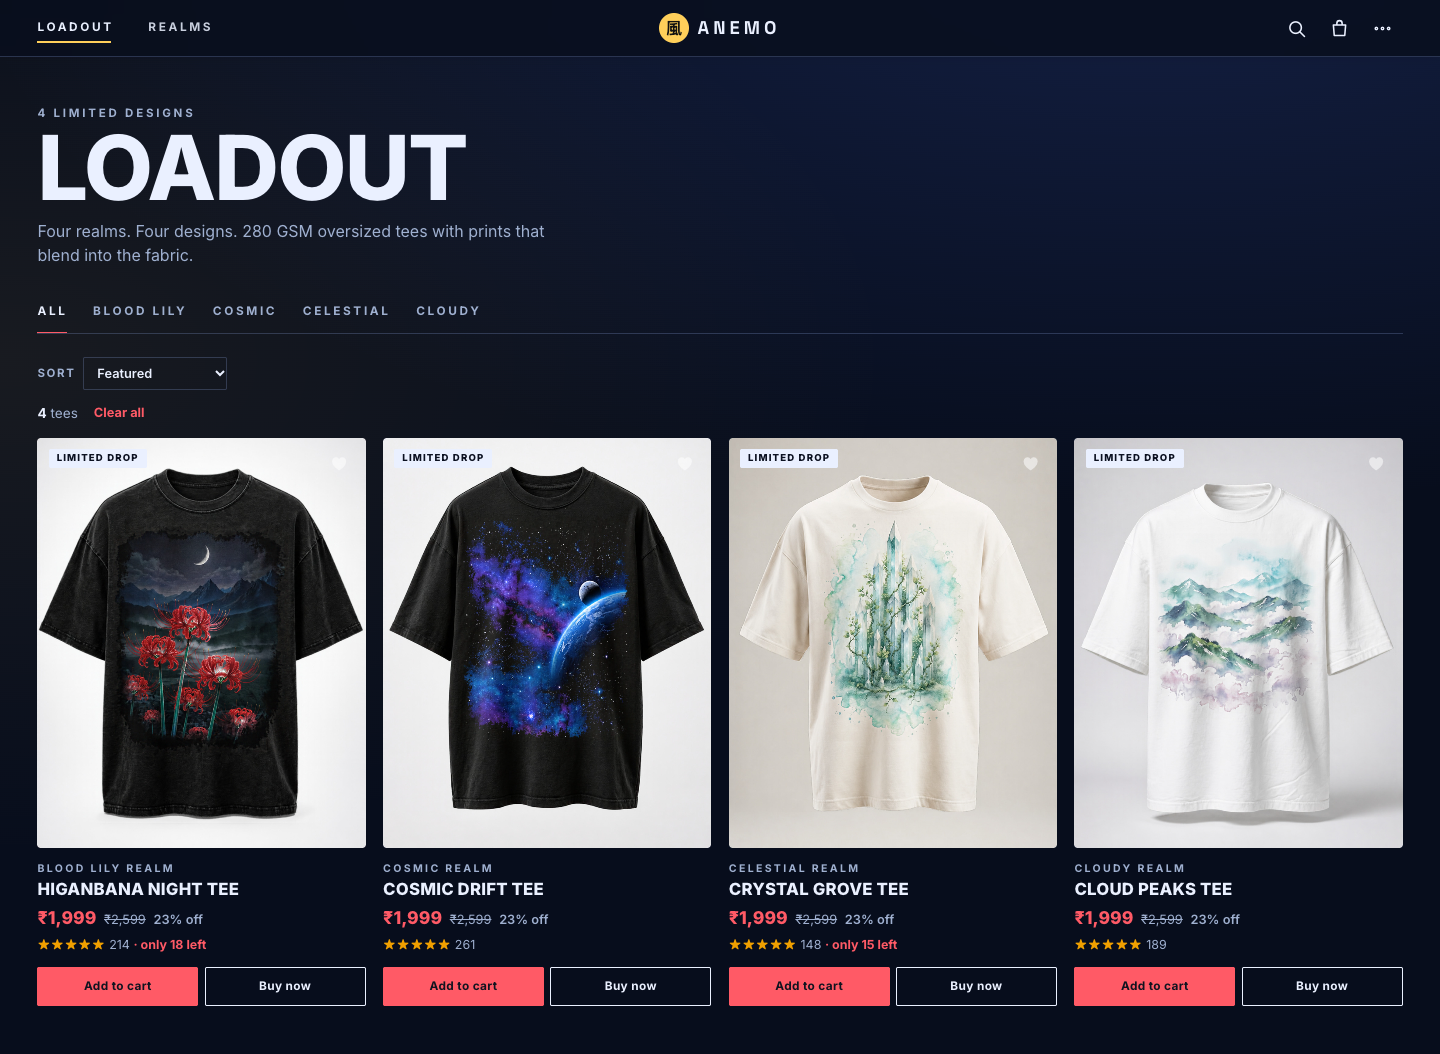 LOADOUT
REALMS
風 ANEMO
4 LIMITED DESIGNS
LOADOUT
Four realms. Four designs. 280 GSM oversized tees with prints that
blend into the fabric.
ALL
BLOOD LILY
COSMIC
CELESTIAL
CLOUDY
SORT Featured
4 tees Clear all
LIMITED DROP
LIMITED DROP
LIMITED DROP
LIMITED DROP
BLOOD LILY REALM
HIGANBANA NIGHT TEE
₹1,999 ₹2,599 23% off
★★★★★ 214 · only 18 left
Add to cart
Buy now
COSMIC REALM
COSMIC DRIFT TEE
₹1,999 ₹2,599 23% off
★★★★★ 261
Add to cart
Buy now
CELESTIAL REALM
CRYSTAL GROVE TEE
₹1,999 ₹2,599 23% off
★★★★★ 148 · only 15 left
Add to cart
Buy now
CLOUDY REALM
CLOUD PEAKS TEE
₹1,999 ₹2,599 23% off
★★★★★ 189
Add to cart
Buy now